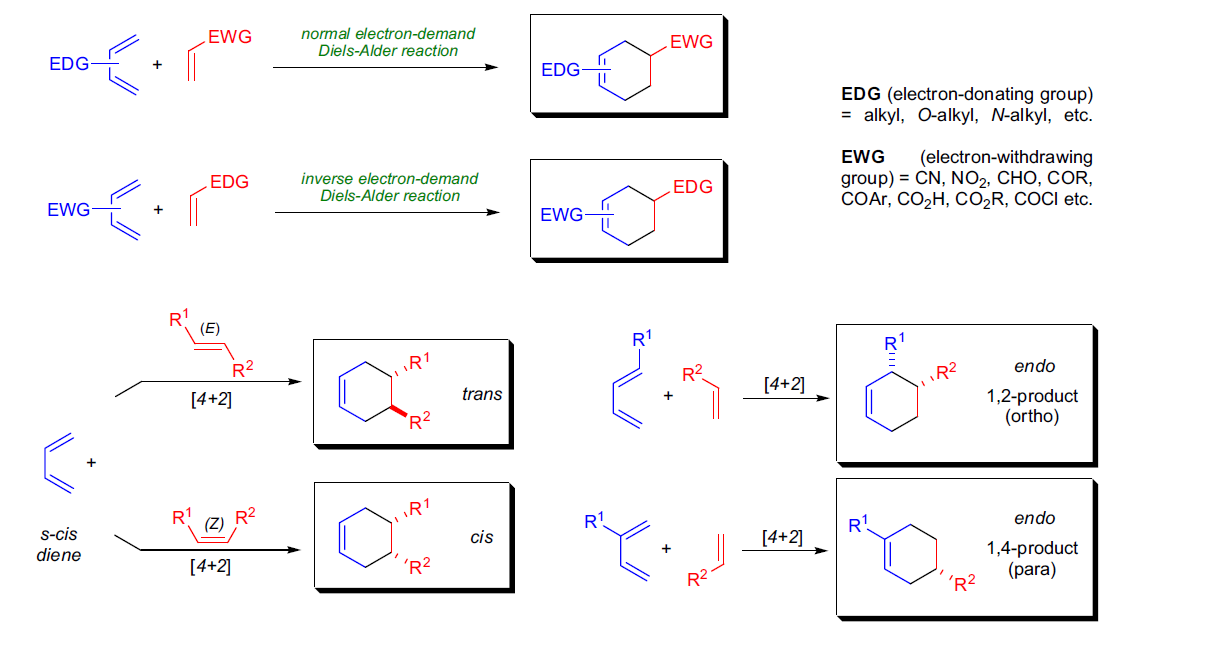 EDG
+
EWG
normal electron-demand
Diels-Alder reaction
EDG
EWG
EDG (electron-donating group)
= alkyl, O-alkyl, N-alkyl, etc.
EWG (electron-withdrawing
group) = CN, NO₂, CHO, COR,
COAr, CO₂H, CO₂R, COCl etc.
EWG
+
EDG
inverse electron-demand
Diels-Alder reaction
EWG
EDG
s-cis
diene
+
R¹
(E)
R²
[4+2]
R¹
R²
trans
R¹
(Z)
R²
[4+2]
R¹
R²
cis
R¹
+
R²
[4+2]
R¹
R²
endo
1,2-product
(ortho)
R¹
+
R²
[4+2]
R¹
R²
endo
1,4-product
(para)